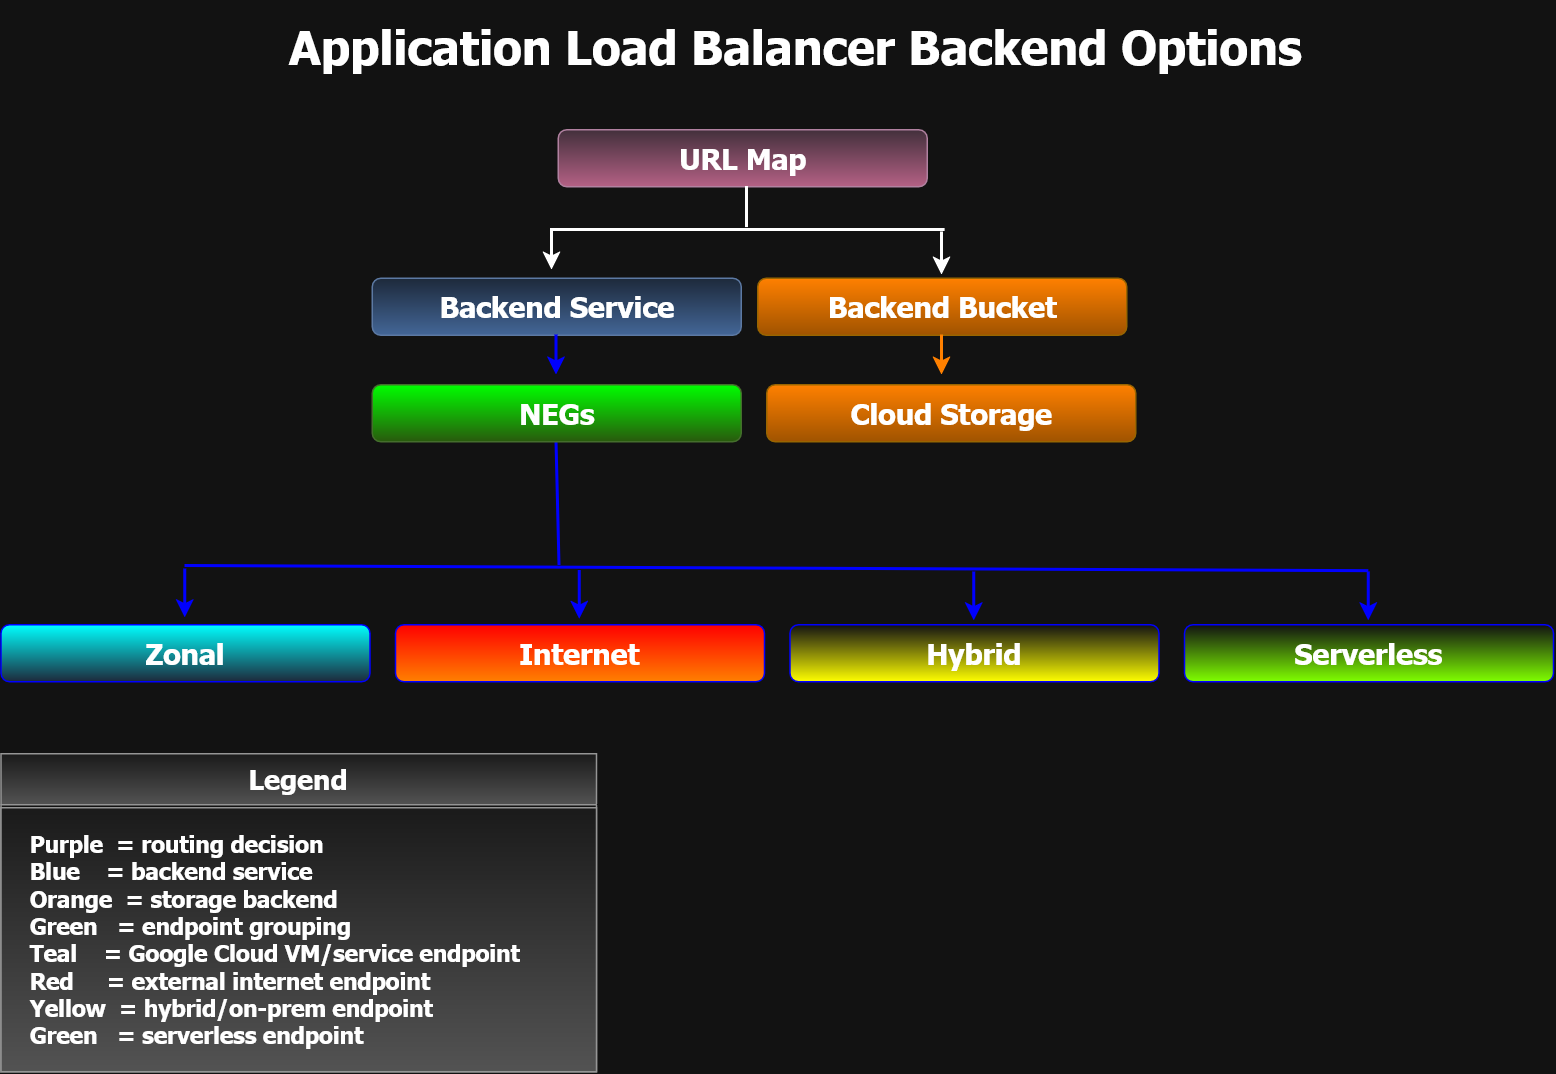 Application Load Balancer Backend Options
URL Map
Backend Service
Backend Bucket
NEGs
Cloud Storage
Zonal
Internet
Hybrid
Serverless
Legend
Purple = routing decision
Blue = backend service
Orange = storage backend
Green = endpoint grouping
Teal = Google Cloud VM/service endpoint
Red = external internet endpoint
Yellow = hybrid/on-prem endpoint
Green = serverless endpoint